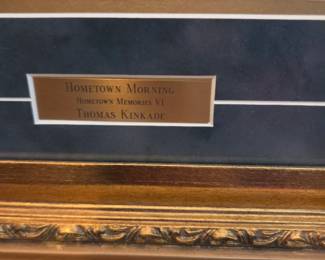 Hometown Morning
Hometown Memories VI
Thomas Kinkade